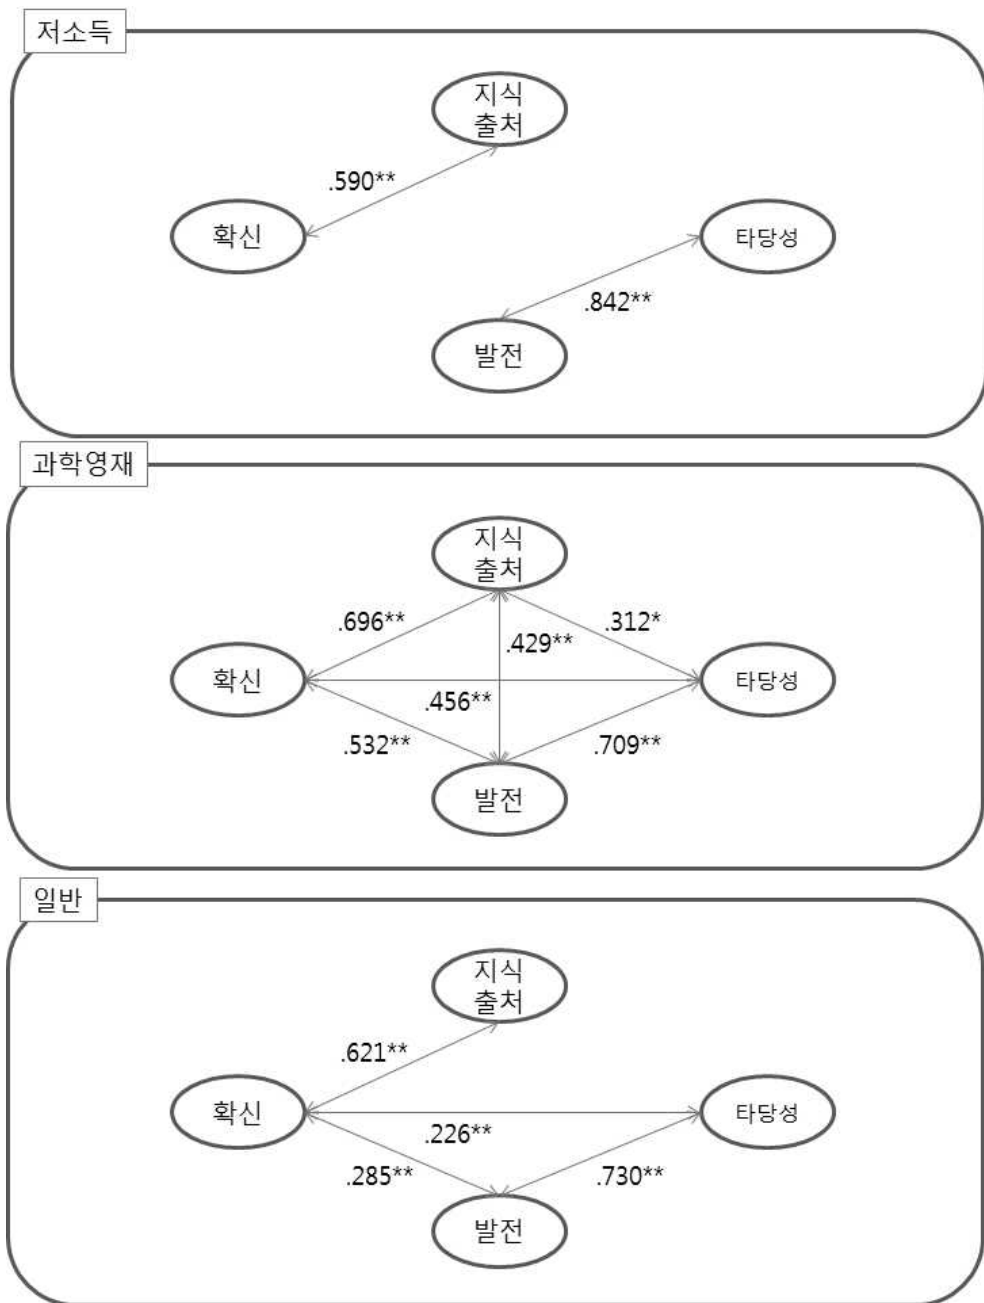 저소득
지식
출처
.590**
확신
타당성
.842**
발전
과학영재
지식
출처
.696**
.312*
.429**
확신
타당성
.456**
.532**
.709**
발전
일반
지식
출처
.621**
확신
타당성
.226**
.285**
.730**
발전